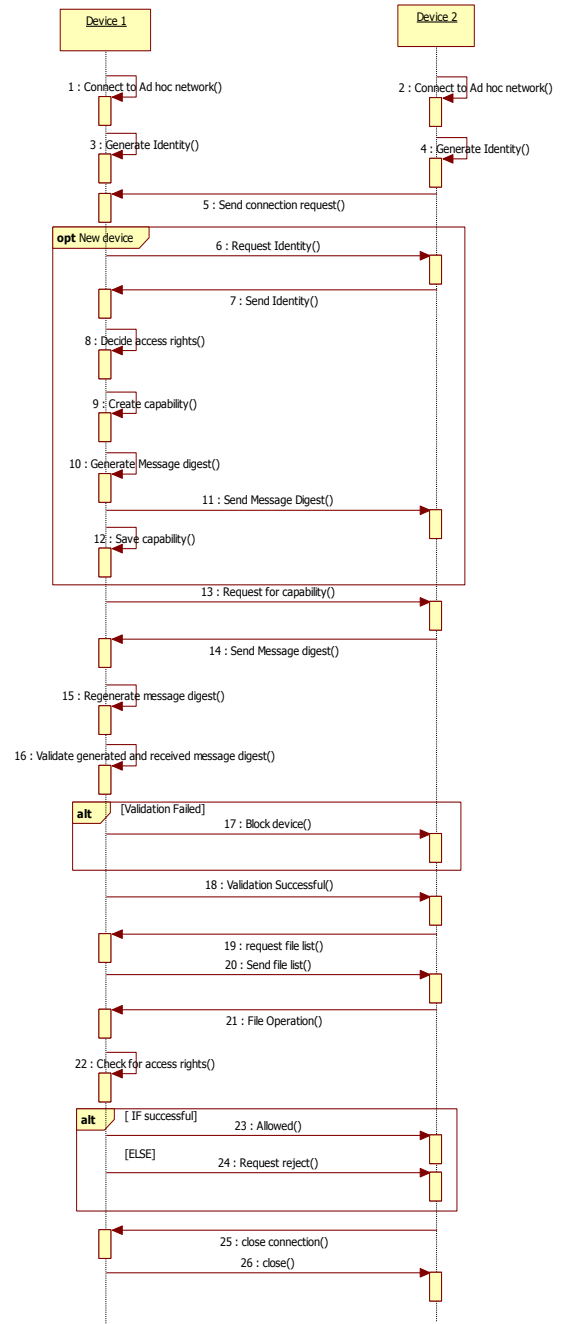 Device 1
Device 2
1 : Connect to Ad hoc network()
2 : Connect to Ad hoc network()
3 : Generate Identity()
4 : Generate Identity()
5 : Send connection request()
opt New device
6 : Request Identity()
7 : Send Identity()
8 : Decide access rights()
9 : Create capability()
10 : Generate Message digest()
11 : Send Message Digest()
12 : Save capability()
13 : Request for capability()
14 : Send Message digest()
15 : Regenerate message digest()
16 : Validate generated and received message digest()
alt [Validation Failed]
17 : Block device()
18 : Validation Successful()
19 : request file list()
20 : Send file list()
21 : File Operation()
22 : Check for access rights()
alt [ IF successful]
23 : Allowed()
[ELSE]
24 : Request reject()
25 : close connection()
26 : close()